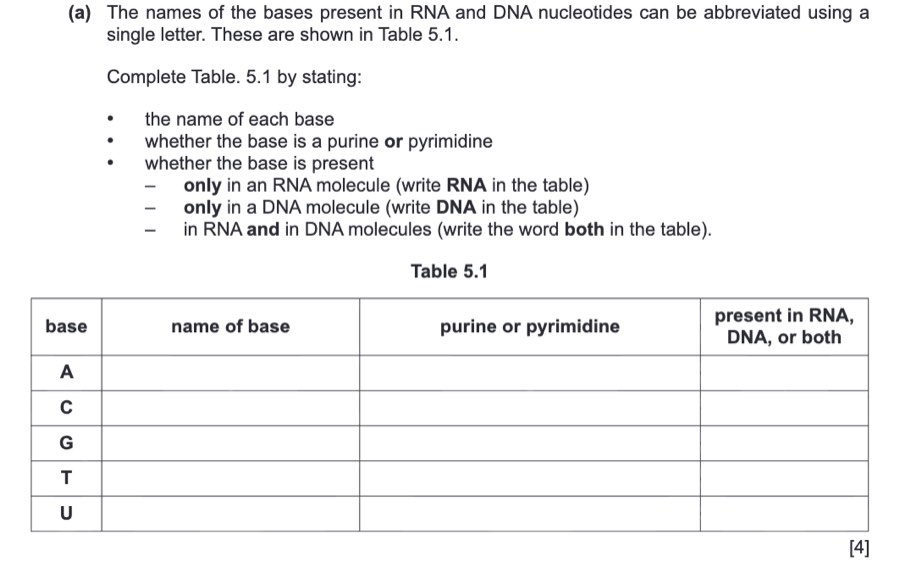 (a) The names of the bases present in RNA and DNA nucleotides can be abbreviated using a
single letter. These are shown in Table 5.1.
Complete Table. 5.1 by stating:
• the name of each base
• whether the base is a purine or pyrimidine
• whether the base is present
– only in an RNA molecule (write RNA in the table)
– only in a DNA molecule (write DNA in the table)
– in RNA and in DNA molecules (write the word both in the table).
Table 5.1
base name of base purine or pyrimidine present in RNA,
DNA, or both
A
C
G
T
U
[4]